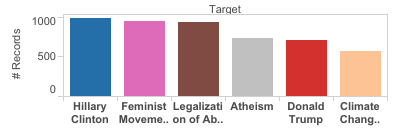 Target
# Records
1000
500
0
Hillary Clinton
Feminist Moveme..
Legalizati on of Ab..
Atheism
Donald Trump
Climate Chang..